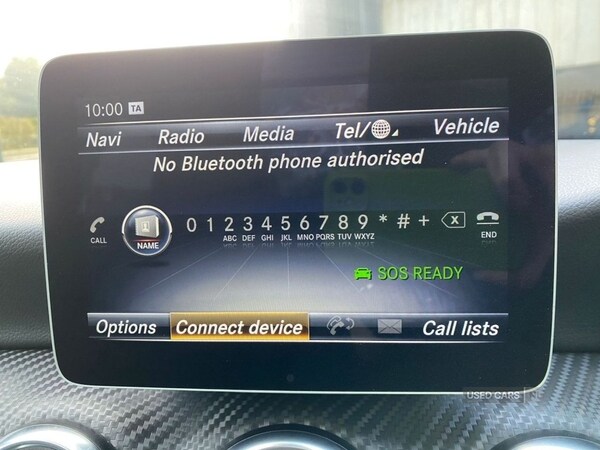 10:00 TA
Navi Radio Media Tel/ Vehicle
No Bluetooth phone authorised
0 1 2 3 4 5 6 7 8 9 * # +
CALL NAME ABC DEF GHI JKL MNO PQRS TUV WXYZ END
SOS READY
Options Connect device Call lists
USED CARS